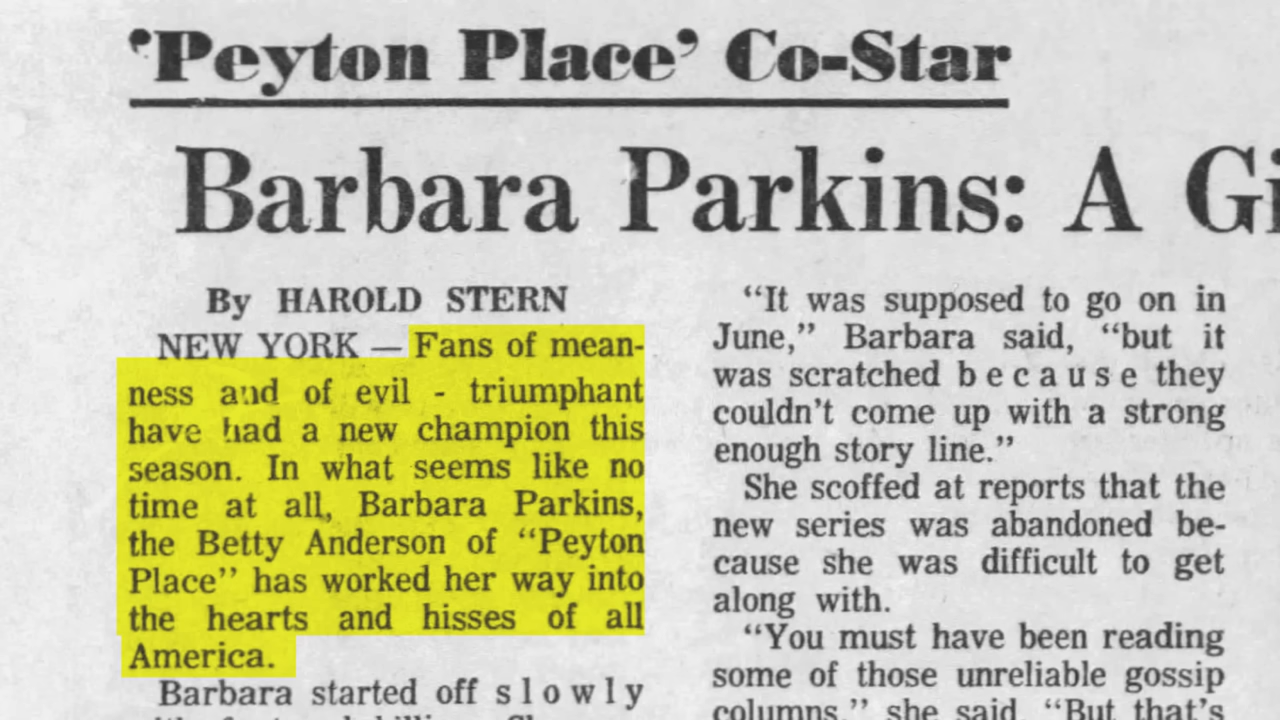 'Peyton Place' Co-Star
Barbara Parkins: A
By HAROLD STERN
NEW YORK — Fans of mean-
ness and of evil - triumphant
have had a new champion this
season. In what seems like no
time at all, Barbara Parkins,
the Betty Anderson of "Peyton
Place" has worked her way into
the hearts and hisses of all
America.
Barbara started off slowly
"It was supposed to go on in
June," Barbara said, "but it
was scratched because they
couldn't come up with a strong
enough story line."
She scoffed at reports that the
new series was abandoned be-
cause she was difficult to get
along with.
"You must have been reading
some of those unreliable gossip
columns," she said. "But that's